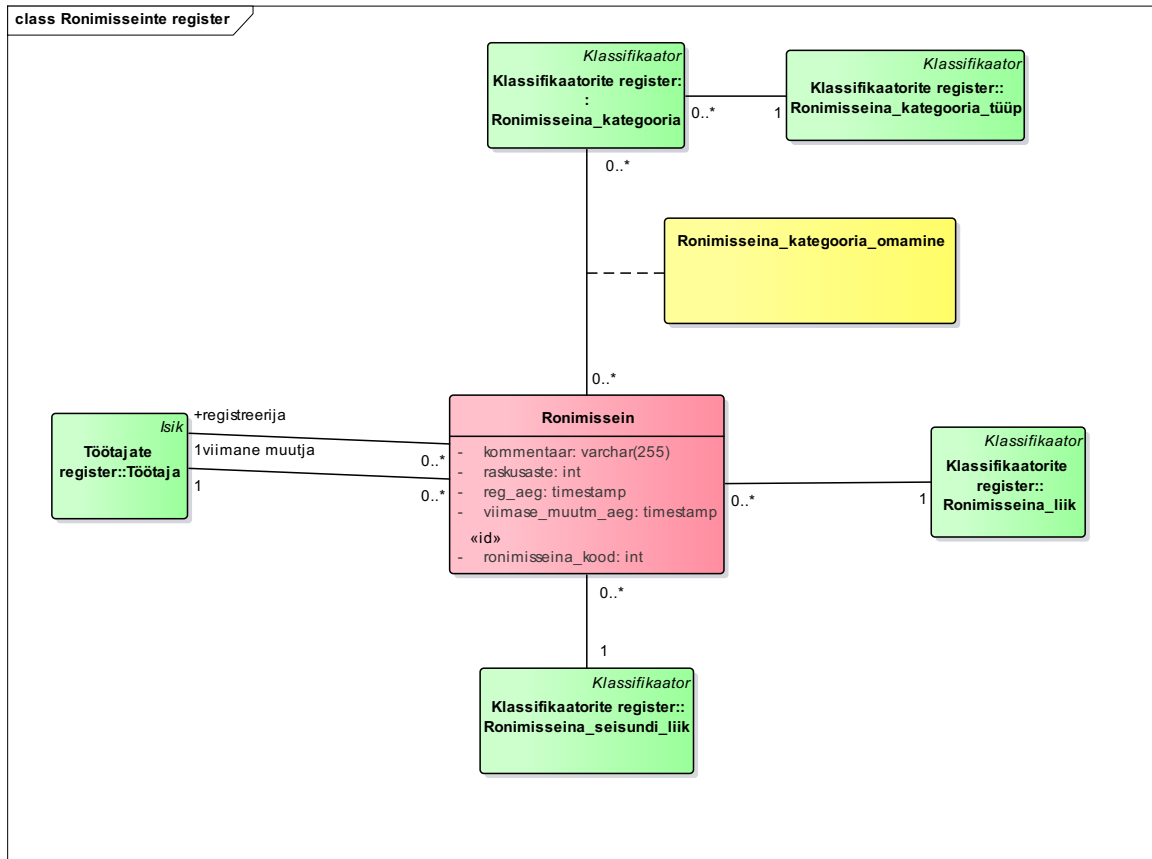 class Ronimisseinte register
Klassifikaator
Klassifikaatorite register:
:
Ronimisseina_kategooria
0..*
1
Klassifikaator
Klassifikaatorite register::
Ronimisseina_kategooria_tüüp
0..*
Ronimisseina_kategooria_omamine
0..*
Isik
Töötajate
register::Töötaja
+registreerija
1
viimane muutja
1
0..*
0..*
Ronimissein
- kommentaar: varchar(255)
- raskusaste: int
- reg_aeg: timestamp
- viimase_muutm_aeg: timestamp
«id»
- ronimisseina_kood: int
0..*
1
Klassifikaator
Klassifikaatorite
register::
Ronimisseina_liik
0..*
1
Klassifikaator
Klassifikaatorite register::
Ronimisseina_seisundi_liik